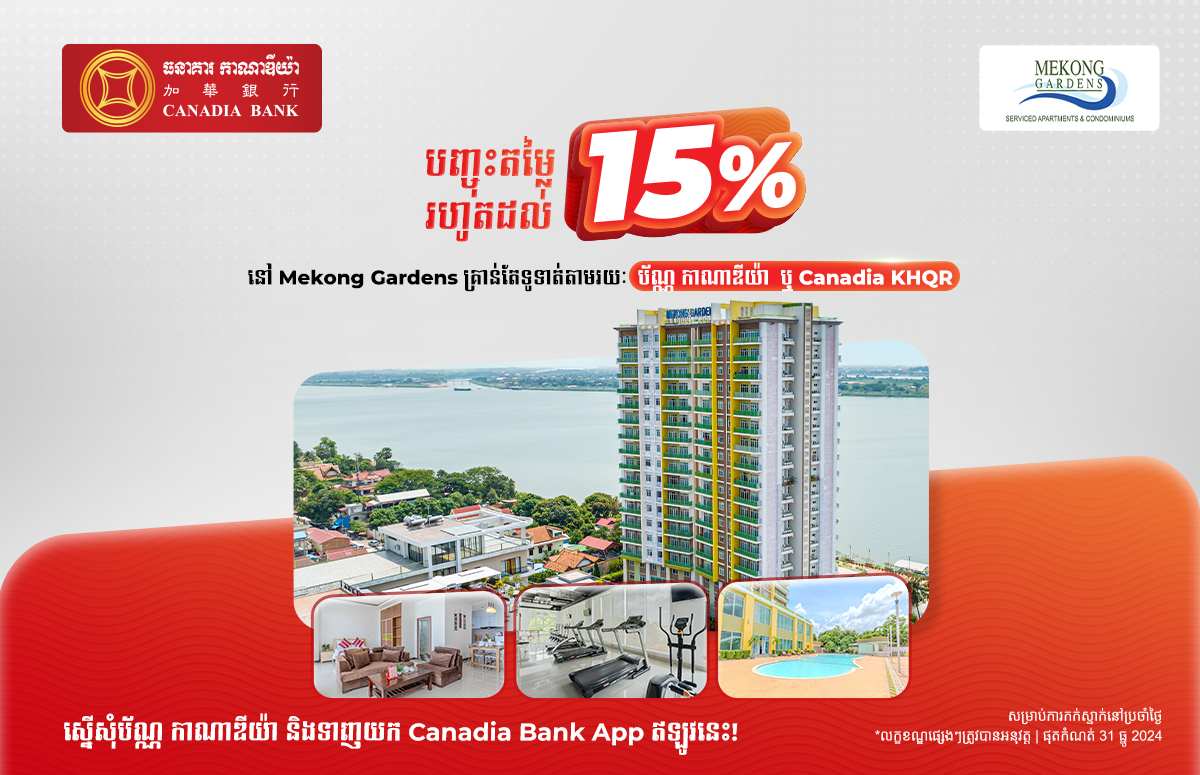 ធនាគារ កាណាឌីយ៉ា
加華銀行
CANADIA BANK
MEKONG
GARDENS
SERVICED APARTMENTS & CONDOMINIUMS
បញ្ចុះតម្លៃ
រហូតដល់
15%
នៅ Mekong Gardens គ្រាន់តែទូទាត់តាមរយៈ ប័ណ្ណ កាណាឌីយ៉ា ឬ Canadia KHQR
MEKONG GARDEN
ស្នើសុំប័ណ្ណ កាណាឌីយ៉ា និងទាញយក Canadia Bank App ឥឡូវនេះ!
សម្រាប់ការកក់ស្នាក់នៅប្រចាំថ្ងៃ
*លក្ខខណ្ឌផ្សេងៗត្រូវបានអនុវត្ត | ផុតកំណត់ 31 ធ្នូ 2024